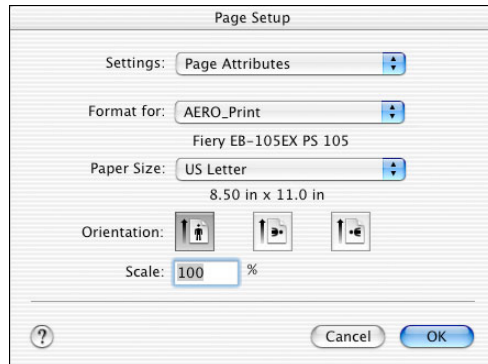 Page Setup
Settings: Page Attributes
Format for: AERO_Print
Fiery EB-105EX PS 105
Paper Size: US Letter
8.50 in x 11.0 in
Orientation:
Scale: 100 %
? Cancel OK